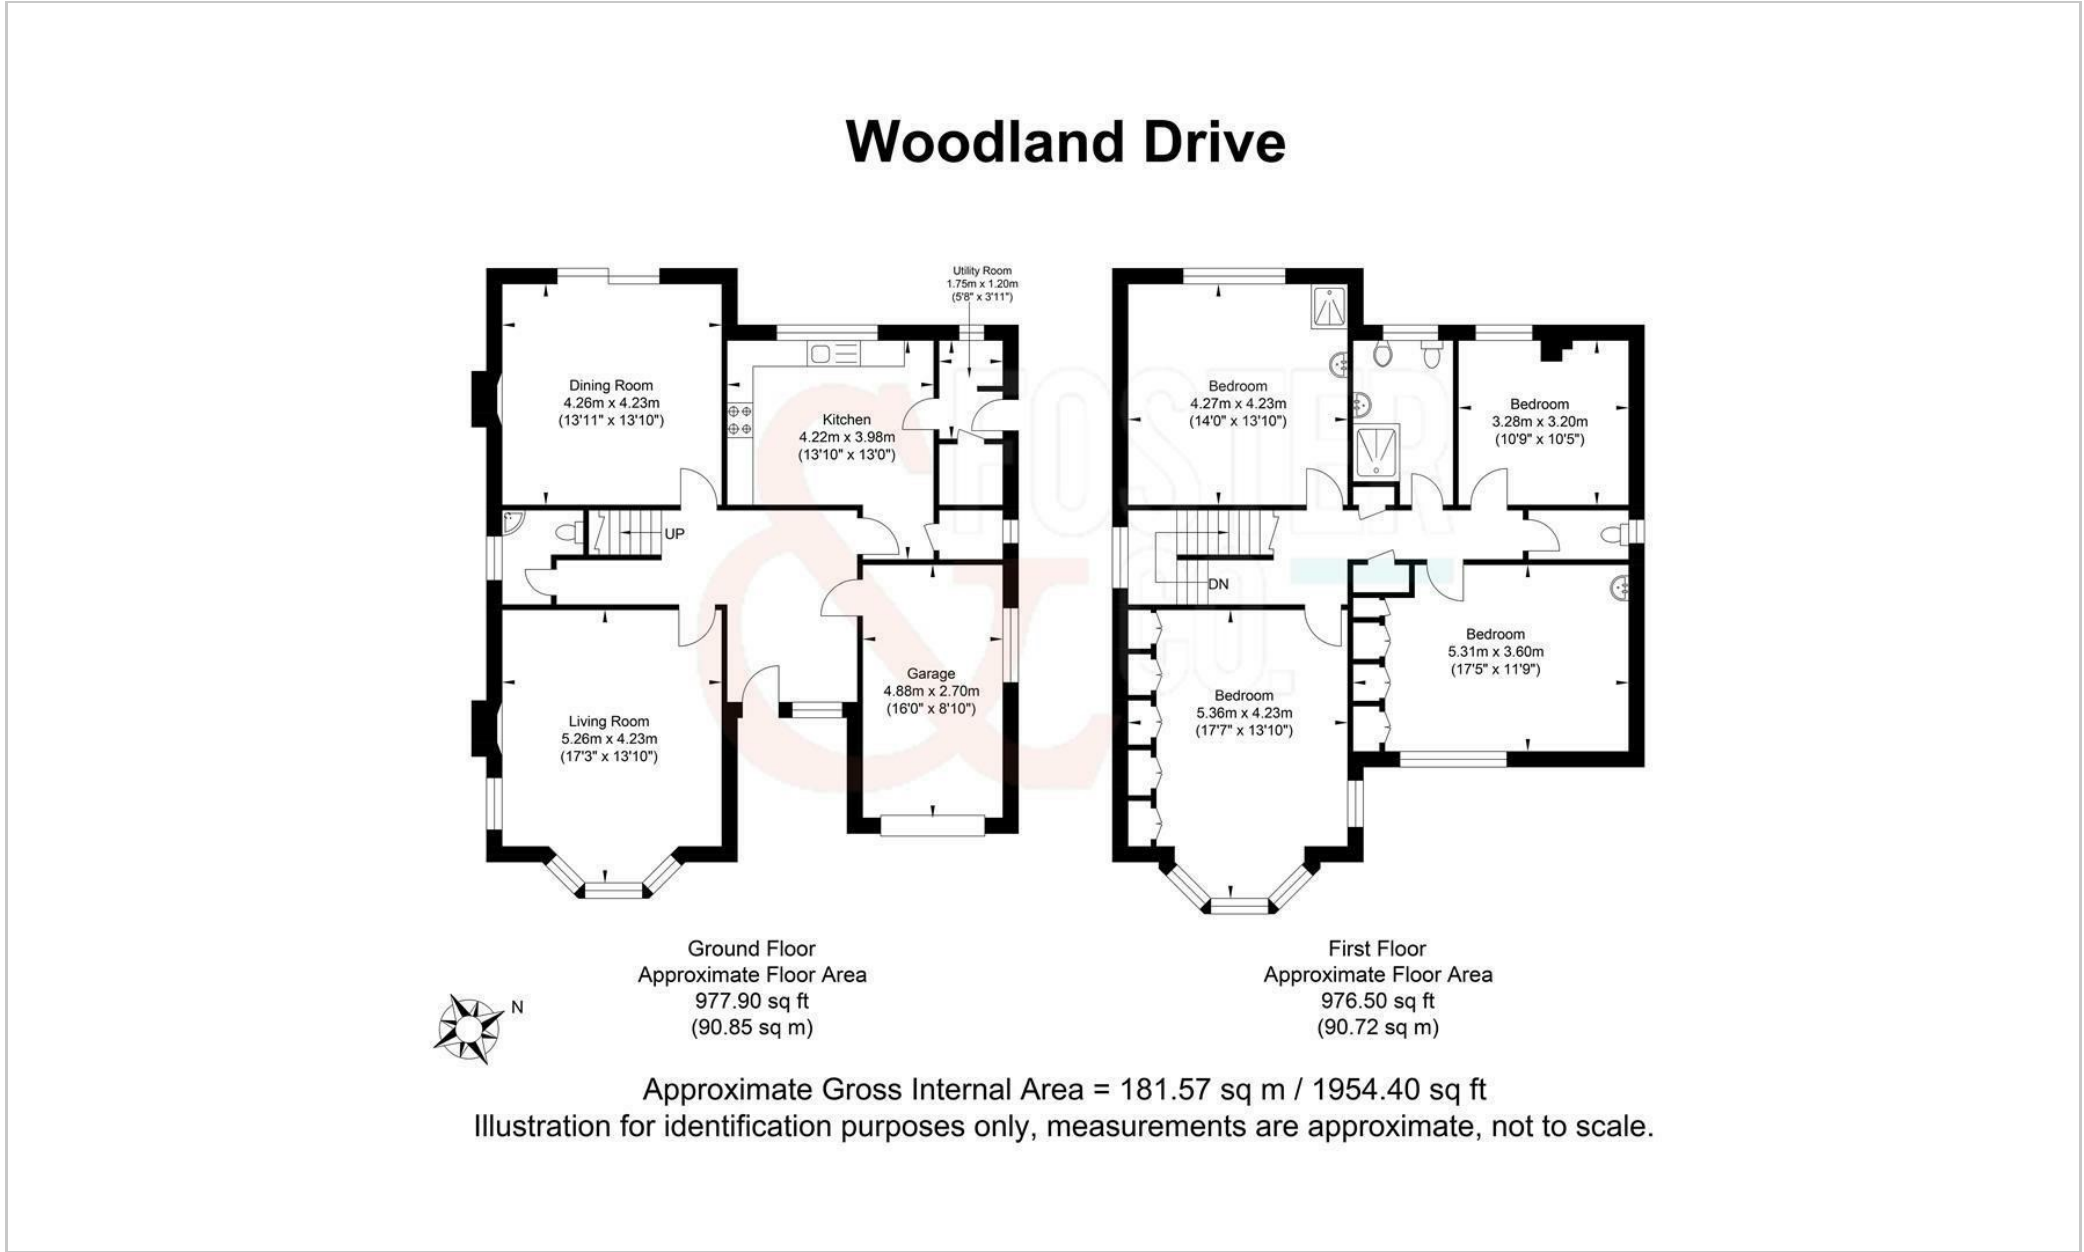 Woodland Drive
Utility Room
1.75m x 1.20m
(5'8" x 3'11")
Dining Room
4.26m x 4.23m
(13'11" x 13'10")
Kitchen
4.22m x 3.98m
(13'10" x 13'0")
UP
Living Room
5.26m x 4.23m
(17'3" x 13'10")
Garage
4.88m x 2.70m
(16'0" x 8'10")
Bedroom
4.27m x 4.23m
(14'0" x 13'10")
Bedroom
3.28m x 3.20m
(10'9" x 10'5")
DN
Bedroom
5.31m x 3.60m
(17'5" x 11'9")
Bedroom
5.36m x 4.23m
(17'7" x 13'10")
&
FOSTER
CO.
Ground Floor
Approximate Floor Area
977.90 sq ft
(90.85 sq m)
First Floor
Approximate Floor Area
976.50 sq ft
(90.72 sq m)
N
Approximate Gross Internal Area = 181.57 sq m / 1954.40 sq ft
Illustration for identification purposes only, measurements are approximate, not to scale.